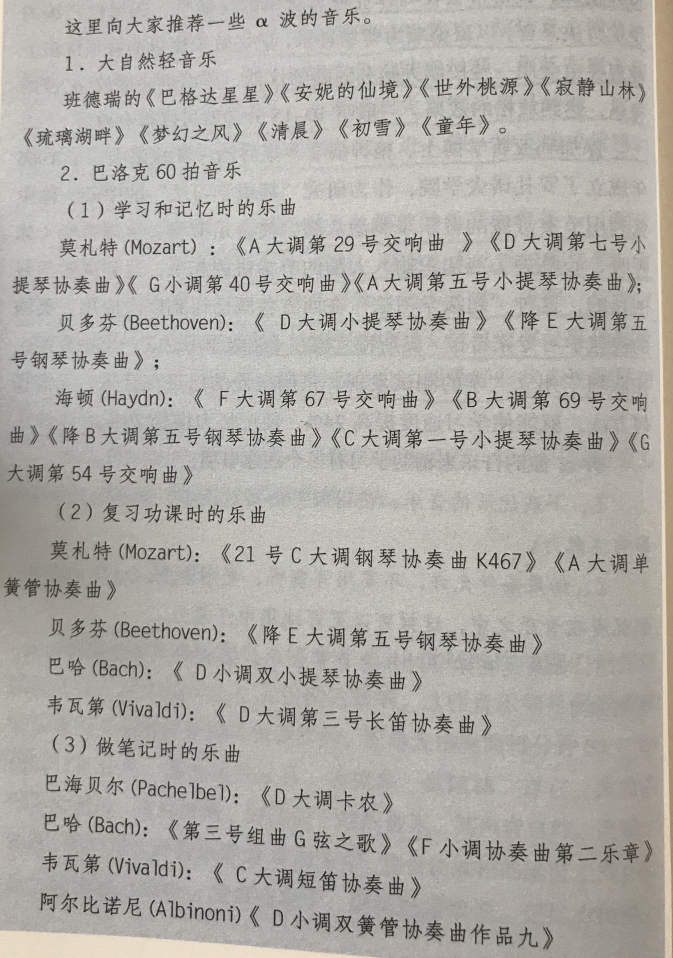 这里向大家推荐一些 α 波的音乐。
1. 大自然轻音乐
班德瑞的《巴格达星星》《安妮的仙境》《世外桃源》《寂静山林》
《琉璃湖畔》《梦幻之风》《清晨》《初雪》《童年》。
2. 巴洛克 60 拍音乐
（1）学习和记忆时的乐曲
莫札特 (Mozart) ：《A 大调第 29 号交响曲 》《D 大调第七号小
提琴协奏曲》《 G 小调第 40 号交响曲》《A 大调第五号小提琴协奏曲》；
贝多芬 (Beethoven)：《 D 大调小提琴协奏曲》《降 E 大调第五
号钢琴协奏曲》；
海顿 (Haydn)：《 F 大调第 67 号交响曲》《B 大调第 69 号交响
曲》《降 B 大调第五号钢琴协奏曲》《C 大调第一号小提琴协奏曲》《G
大调第 54 号交响曲》
（2）复习功课时的乐曲
莫札特 (Mozart)：《21 号 C 大调钢琴协奏曲 K467》《A 大调单
簧管协奏曲》
贝多芬 (Beethoven)：《降 E 大调第五号钢琴协奏曲》
巴哈 (Bach)：《 D 小调双小提琴协奏曲》
韦瓦第 (Vivaldi)：《 D 大调第三号长笛协奏曲》
（3）做笔记时的乐曲
巴海贝尔 (Pachelbel)：《D 大调卡农》
巴哈 (Bach)：《第三号组曲 G 弦之歌》《F 小调协奏曲第二乐章》
韦瓦第 (Vivaldi)：《 C 大调短笛协奏曲》
阿尔比诺尼 (Albinoni)《 D 小调双簧管协奏曲作品九》